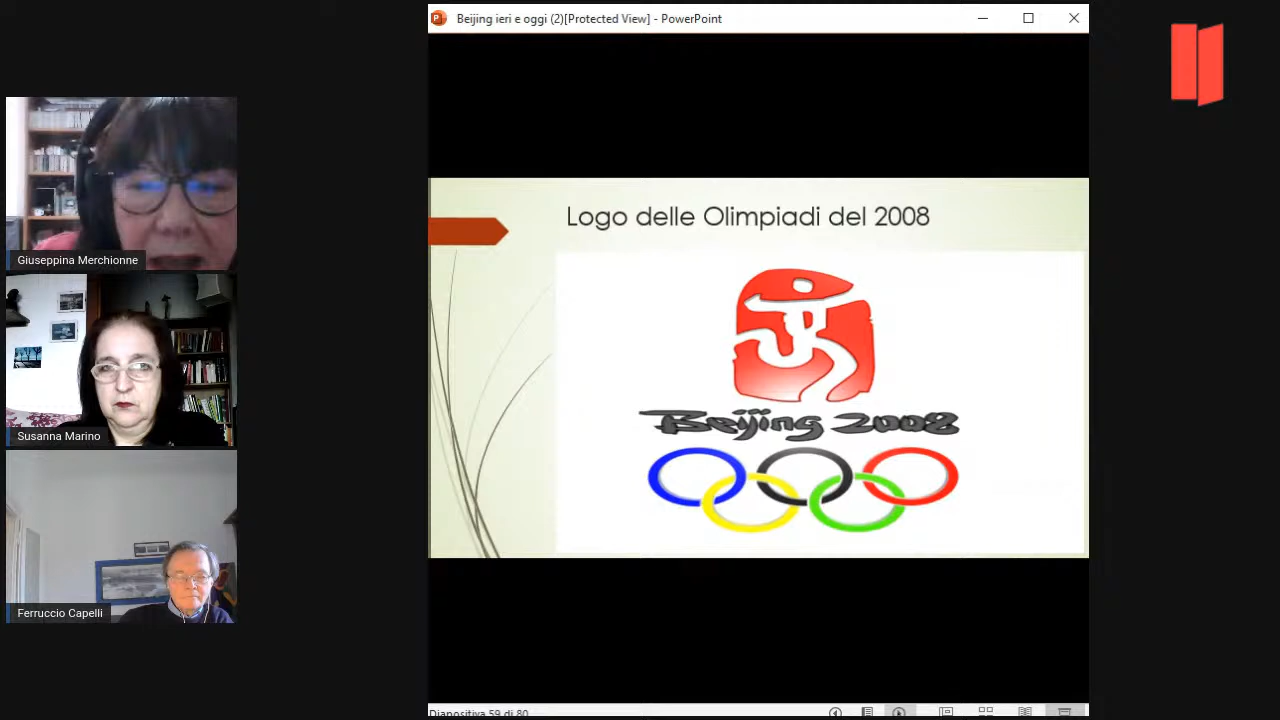 Beijing ieri e oggi (2)[Protected View] - PowerPoint
Giuseppina Merchionne
Susanna Marino
Ferruccio Capelli
Logo delle Olimpiadi del 2008
Beijing 2008
Diapositiva 59 di 80